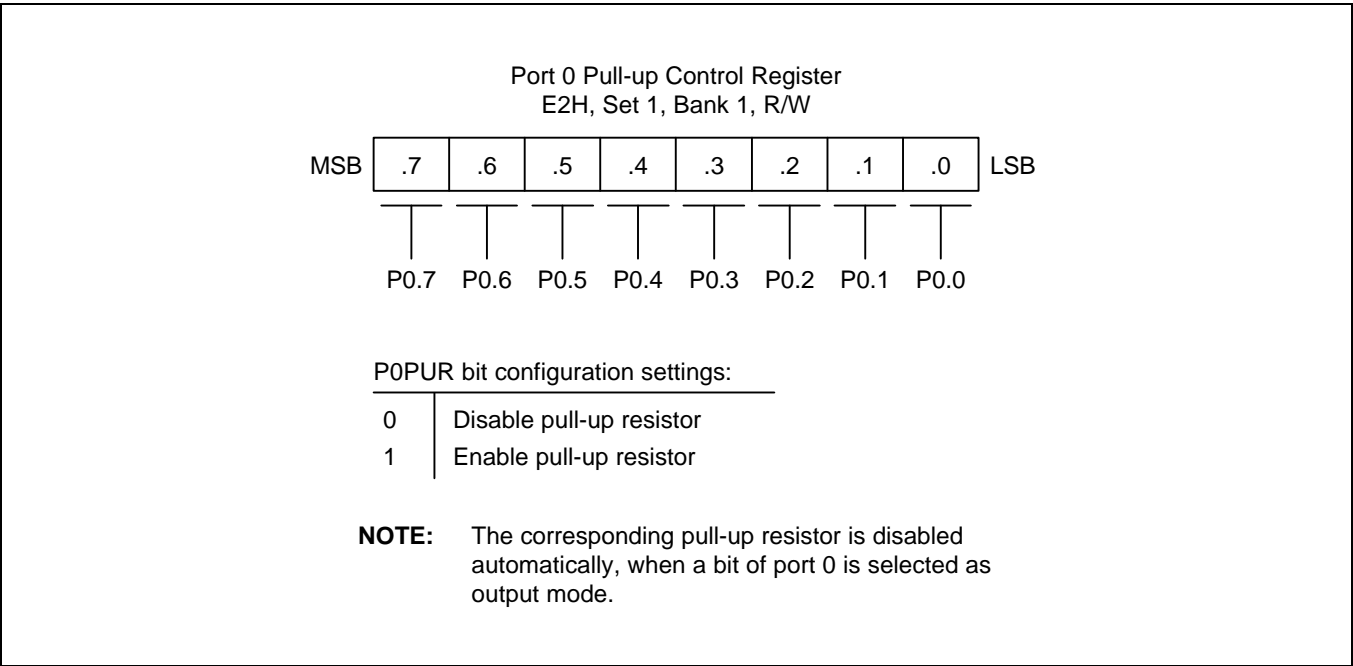 Port 0 Pull-up Control Register
E2H, Set 1, Bank 1, R/W
MSB .7 .6 .5 .4 .3 .2 .1 .0 LSB
P0.7 P0.6 P0.5 P0.4 P0.3 P0.2 P0.1 P0.0
P0PUR bit configuration settings:
0 Disable pull-up resistor
1 Enable pull-up resistor
NOTE: The corresponding pull-up resistor is disabled
automatically, when a bit of port 0 is selected as
output mode.